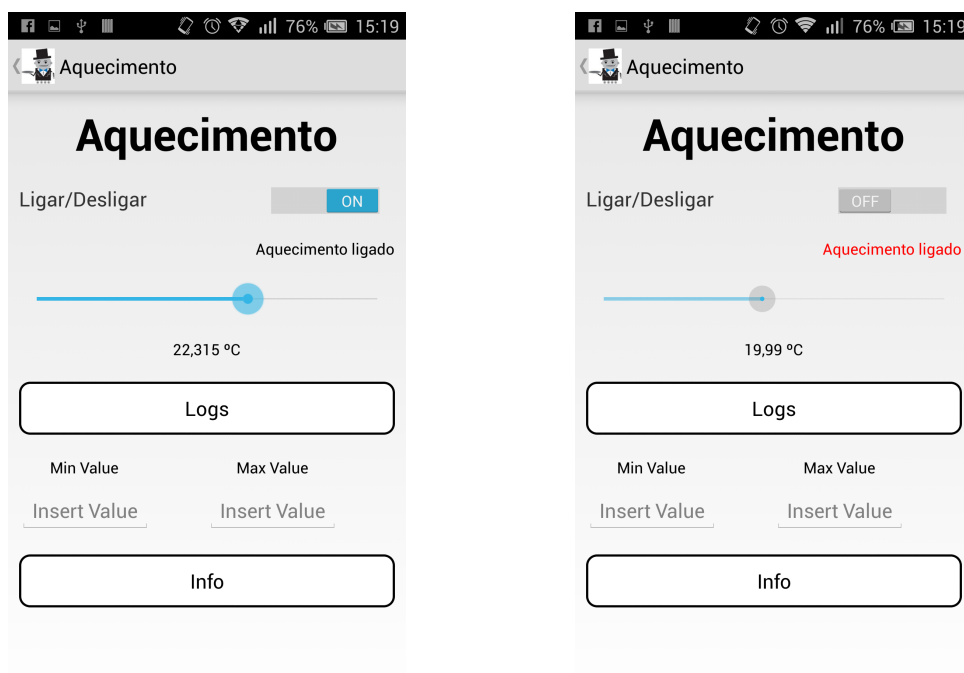 76% 15:19
Aquecimento
Aquecimento
Ligar/Desligar ON
Aquecimento ligado
22,315 ºC
Logs
Min Value Max Value
Insert Value Insert Value
Info
76% 15:19
Aquecimento
Aquecimento
Ligar/Desligar OFF
Aquecimento ligado
19,99 ºC
Logs
Min Value Max Value
Insert Value Insert Value
Info